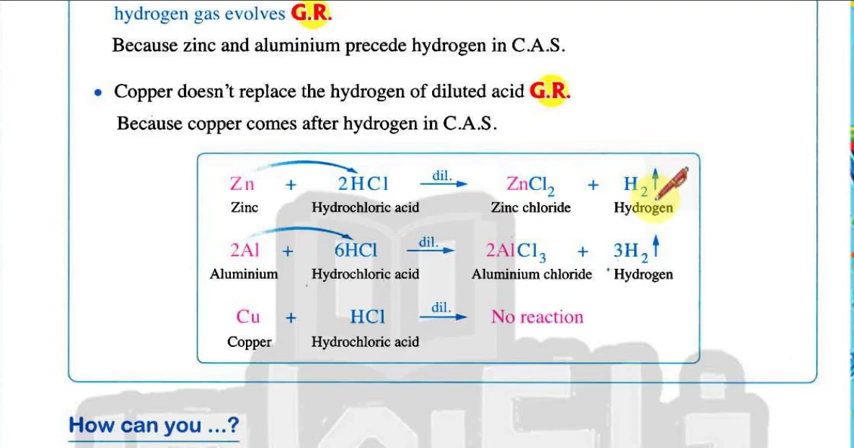 hydrogen gas evolves G.R.
Because zinc and aluminium precede hydrogen in C.A.S.
• Copper doesn't replace the hydrogen of diluted acid G.R.
Because copper comes after hydrogen in C.A.S.
Zn + 2HCl dil. → ZnCl₂ + H₂↑
Zinc Hydrochloric acid Zinc chloride Hydrogen
2Al + 6HCl dil. → 2AlCl₃ + 3H₂↑
Aluminium Hydrochloric acid Aluminium chloride Hydrogen
Cu + HCl dil. → No reaction
Copper Hydrochloric acid
How can you ...?